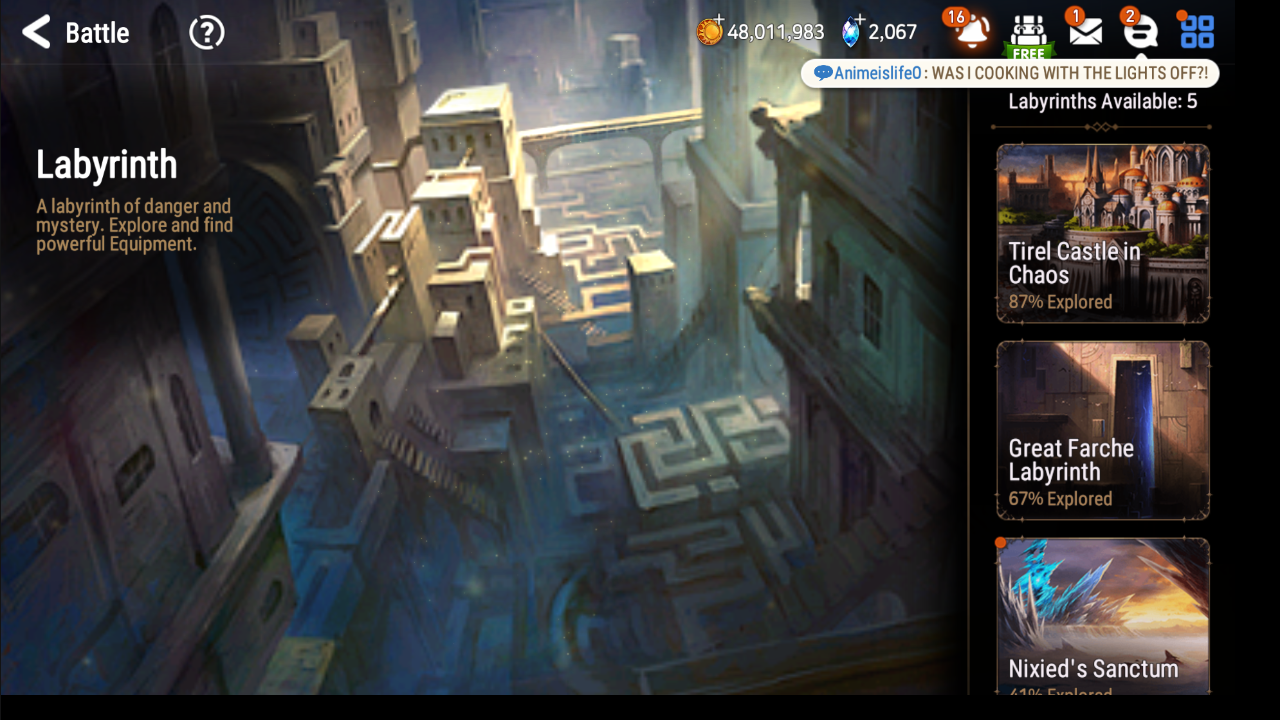 Battle
?
48,011,983
2,067
16
FREE
1
2
Animeislife0 : WAS I COOKING WITH THE LIGHTS OFF?!
Labyrinths Available: 5
Labyrinth
A labyrinth of danger and
mystery. Explore and find
powerful Equipment.
Tirel Castle in
Chaos
87% Explored
Great Farche
Labyrinth
67% Explored
Nixied's Sanctum
41% Explored